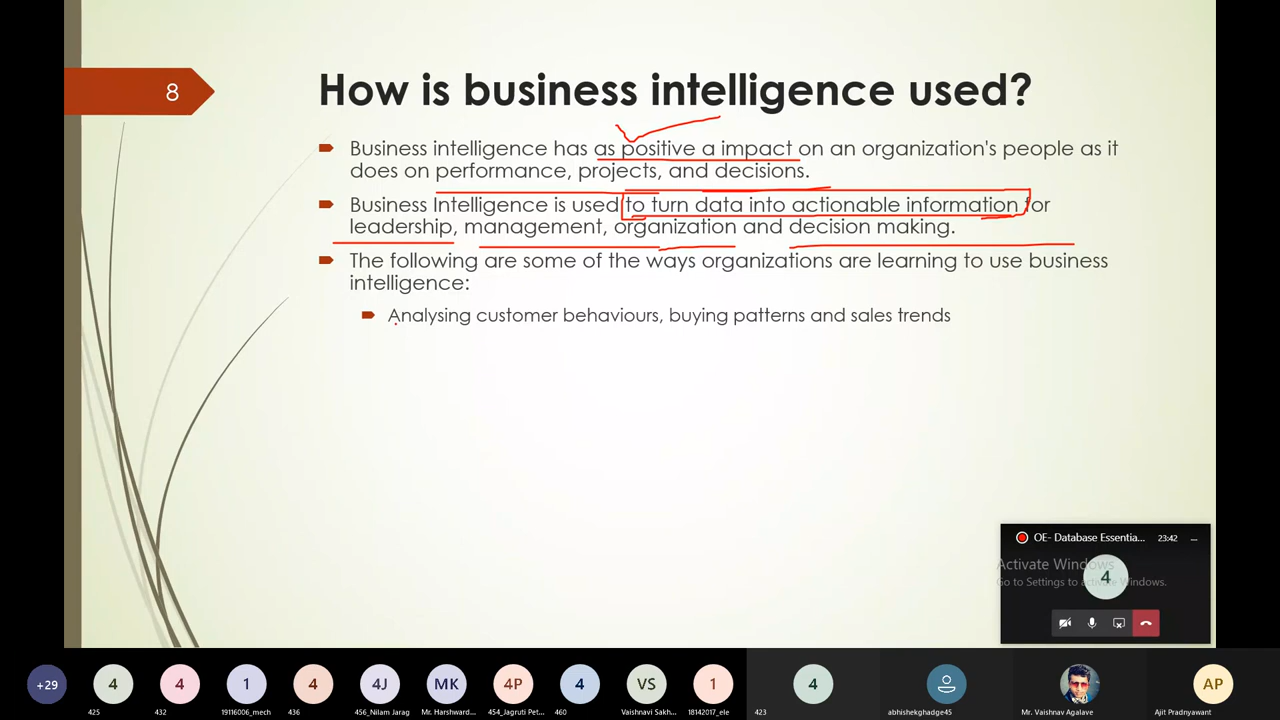 8
How is business intelligence used?
Business intelligence has as positive a impact on an organization's people as it
does on performance, projects, and decisions.
Business Intelligence is used to turn data into actionable information for
leadership, management, organization and decision making.
The following are some of the ways organizations are learning to use business
intelligence:
Analysing customer behaviours, buying patterns and sales trends
OE- Database Essentia... 23:42 ...
Activate Windows
4
Go to Settings to activate Windows.
+29 4 4 1 4 4J MK 4P 4 VS 1 4 AP
425 432 19116046_mech 436 456_Nilam Jarag Mr. Harshward... 454_Jagruti Pet... 460 Vaishnavi Sakh... 18142017_ele 423 abhishekghadge45 Mr. Vaishnav Agalave Ajit Pradnyawant